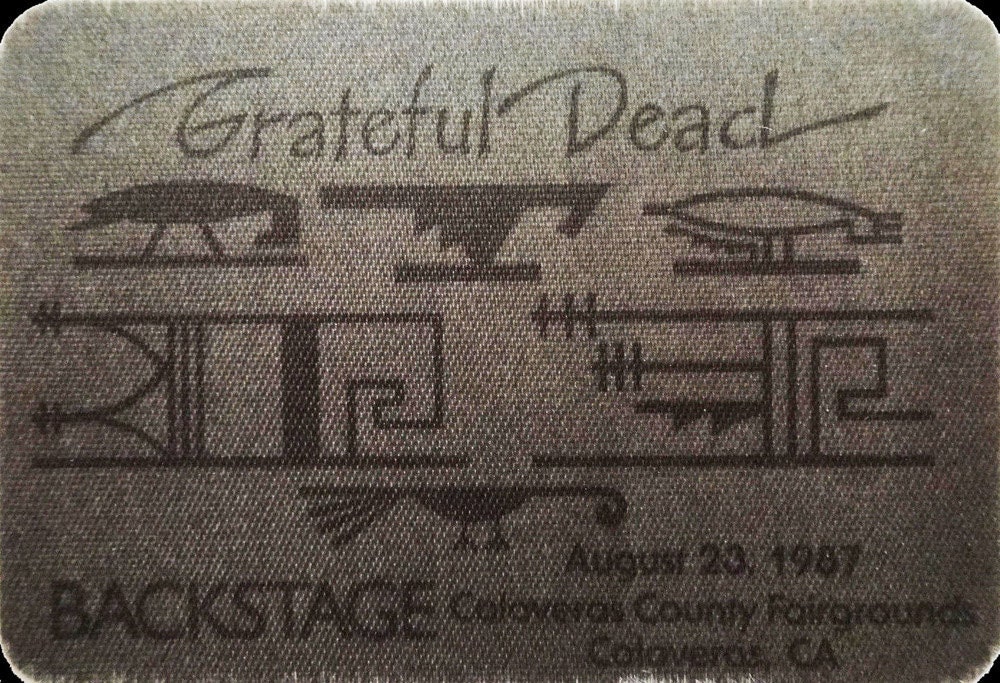 Grateful Dead
August 23, 1987
BACKSTAGE Calaveras County Fairgrounds
Calaveras, CA